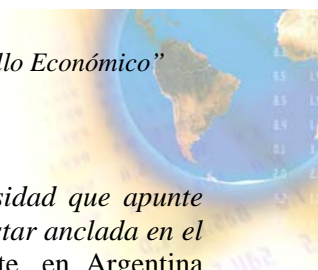 llo Económico”
sidad que apunte
tar anclada en el
te en Argentina